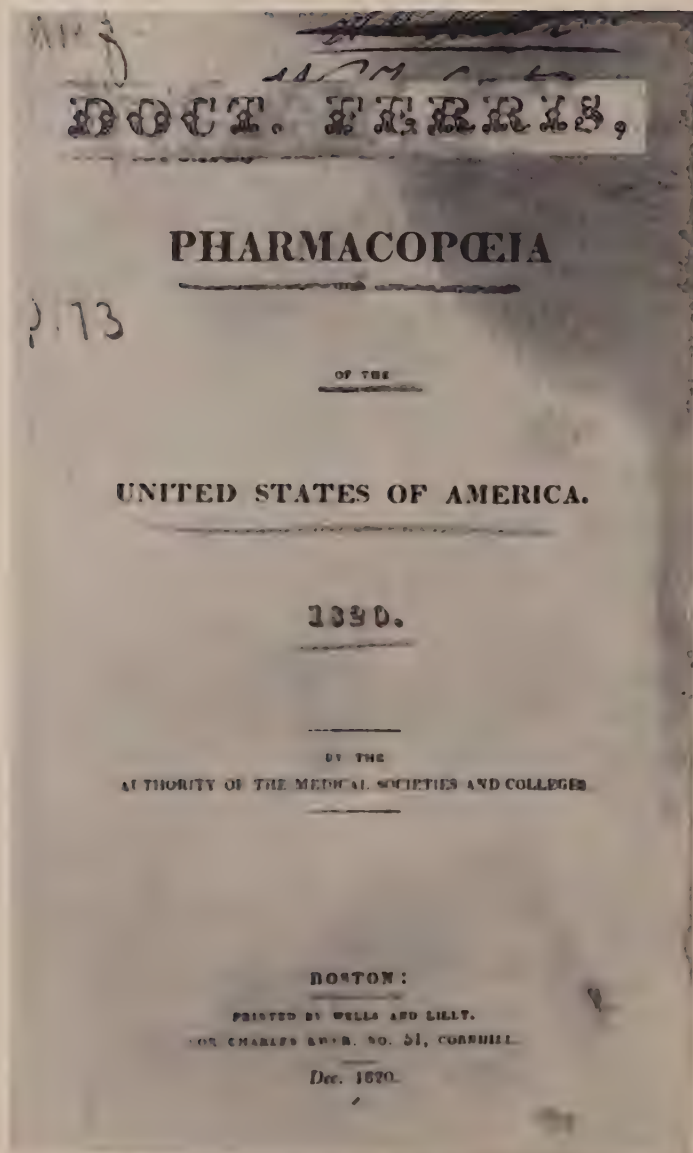 DOCT. FERRIS,
PHARMACOPŒIA
P.73
OF THE
UNITED STATES OF AMERICA.
1820.
BY THE
AUTHORITY OF THE MEDICAL SOCIETIES AND COLLEGES
BOSTON:
PRINTED BY WELLS AND LILLY.
FOR CHARLES EWER. NO. 51, CORNHILL.
Dec. 1820.